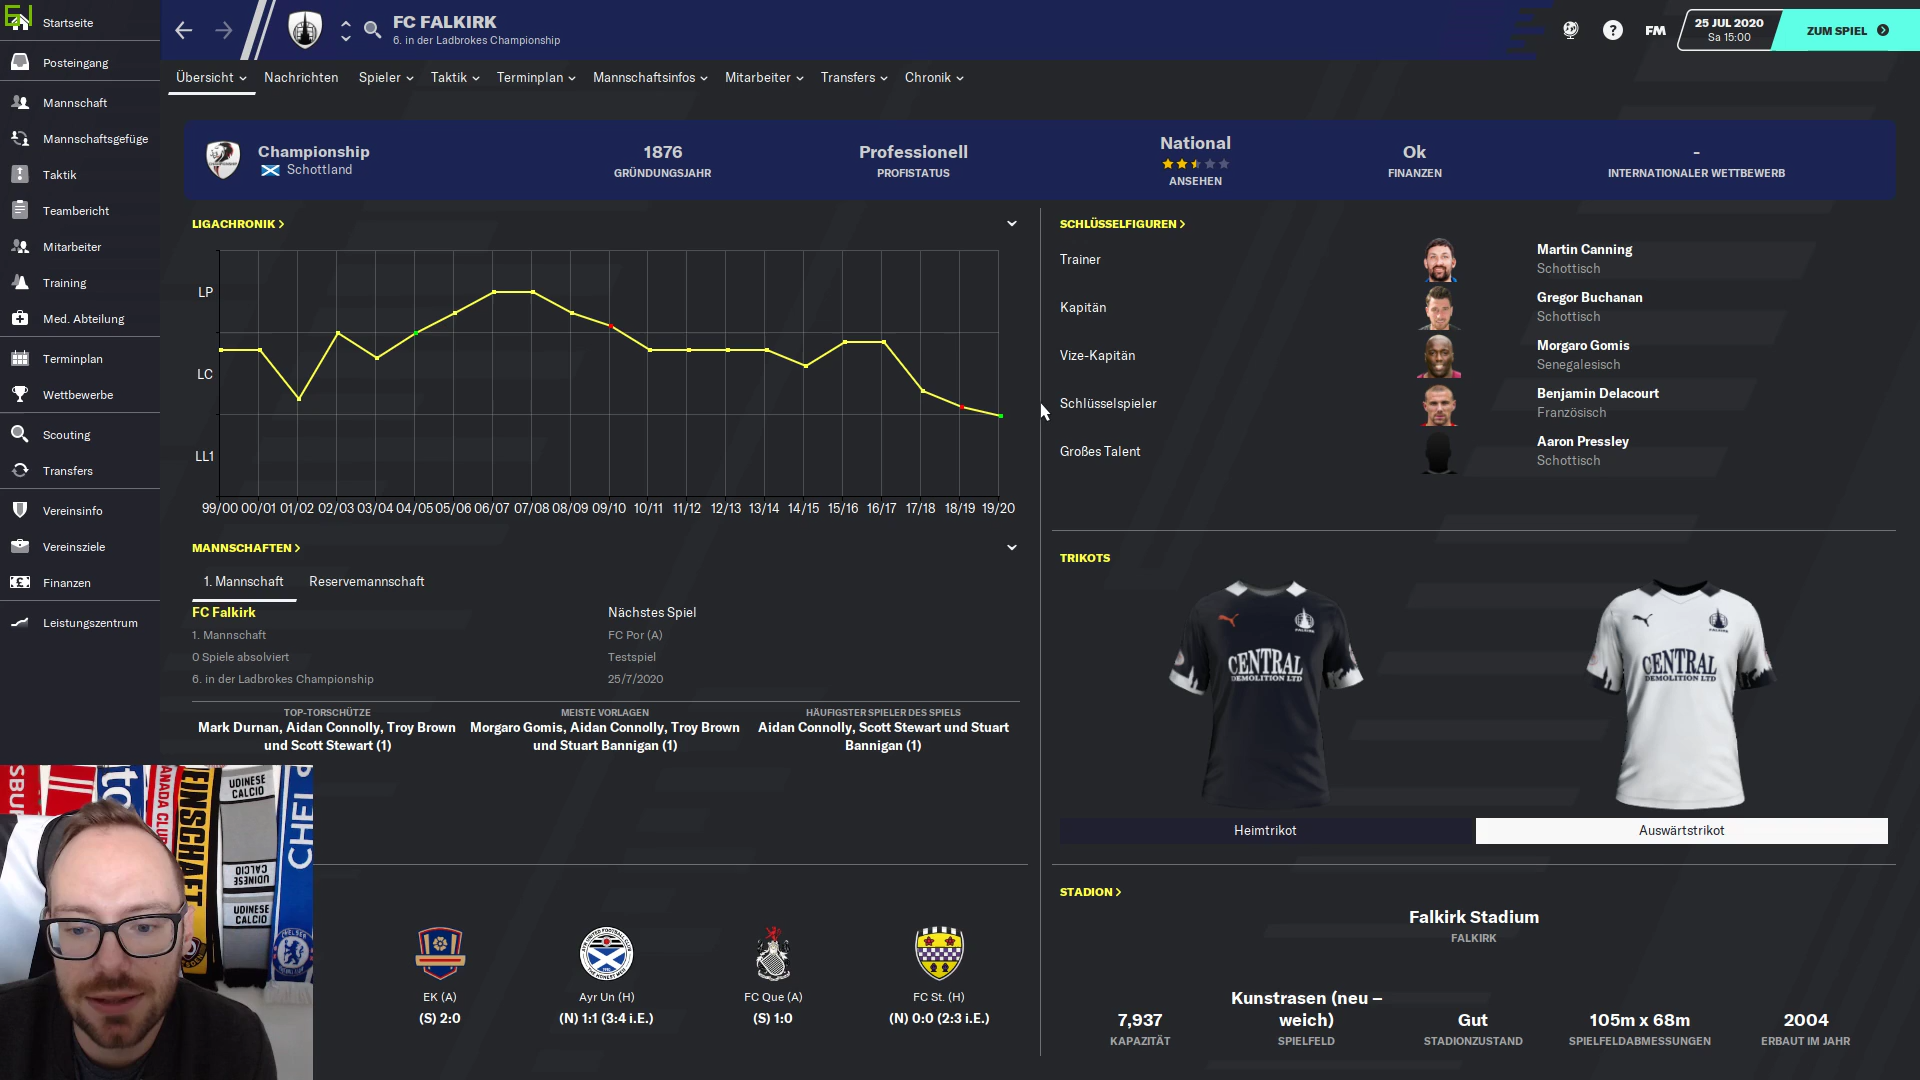 Startseite
Posteingang
Mannschaft
Mannschaftsgefüge
Taktik
Teambericht
Mitarbeiter
Training
Med. Abteilung
Terminplan
Wettbewerbe
Scouting
Transfers
Vereinsinfo
Vereinsziele
Finanzen
Leistungszentrum
FC FALKIRK
6. in der Ladbrokes Championship
FM
25 JUL 2020
Sa 15:00
ZUM SPIEL
Übersicht Nachrichten Spieler Taktik Terminplan Mannschaftsinfos Mitarbeiter Transfers Chronik
Championship
Schottland
1876
GRÜNDUNGSJAHR
Professionell
PROFISTATUS
National
ANSEHEN
Ok
FINANZEN
-
INTERNATIONALER WETTBEWERB
LIGACHRONIK
LP
LC
LL1
99/00 00/01 01/02 02/03 03/04 04/05 05/06 06/07 07/08 08/09 09/10 10/11 11/12 12/13 13/14 14/15 15/16 16/17 17/18 18/19 19/20
MANNSCHAFTEN
1. Mannschaft Reservemannschaft
FC Falkirk
1. Mannschaft
0 Spiele absolviert
6. in der Ladbrokes Championship
Nächstes Spiel
FC Por (A)
Testspiel
25/7/2020
TOP-TORSCHÜTZE
Mark Durnan, Aidan Connolly, Troy Brown
und Scott Stewart (1)
MEISTE VORLAGEN
Morgaro Gomis, Aidan Connolly, Troy Brown
und Stuart Bannigan (1)
HÄUFIGSTER SPIELER DES SPIELS
Aidan Connolly, Scott Stewart und Stuart
Bannigan (1)
EK (A)
(S) 2:0
Ayr Un (H)
(N) 1:1 (3:4 i.E.)
FC Que (A)
(S) 1:0
FC St. (H)
(N) 0:0 (2:3 i.E.)
SCHLÜSSELFIGUREN
Trainer
Martin Canning
Schottisch
Kapitän
Gregor Buchanan
Schottisch
Vize-Kapitän
Morgaro Gomis
Senegalesisch
Schlüsselspieler
Benjamin Delacourt
Französisch
Großes Talent
Aaron Pressley
Schottisch
TRIKOTS
FALKIRK
CENTRAL
DEMOLITION LTD
FALKIRK
CENTRAL
DEMOLITION LTD
Heimtrikot
Auswärtstrikot
STADION
Falkirk Stadium
FALKIRK
7,937
KAPAZITÄT
Kunstrasen (neu –
weich)
SPIELFELD
Gut
STADIONZUSTAND
105m x 68m
SPIELFELDABMESSUNGEN
2004
ERBAUT IM JAHR
UDINESE
CALCIO
UDINESE
CALCIO
UDINESE
CALCIO